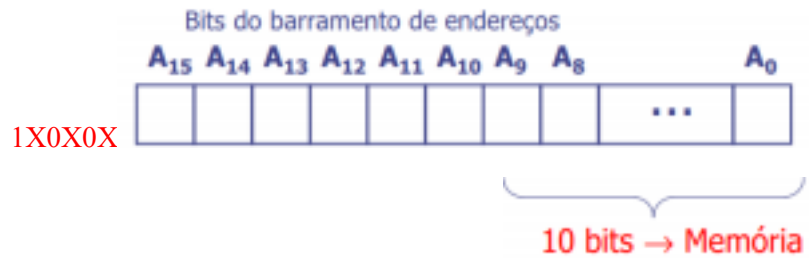 Bits do barramento de endereços
A15 A14 A13 A12 A11 A10 A9 A8 A0
1X0X0X ...
10 bits → Memória